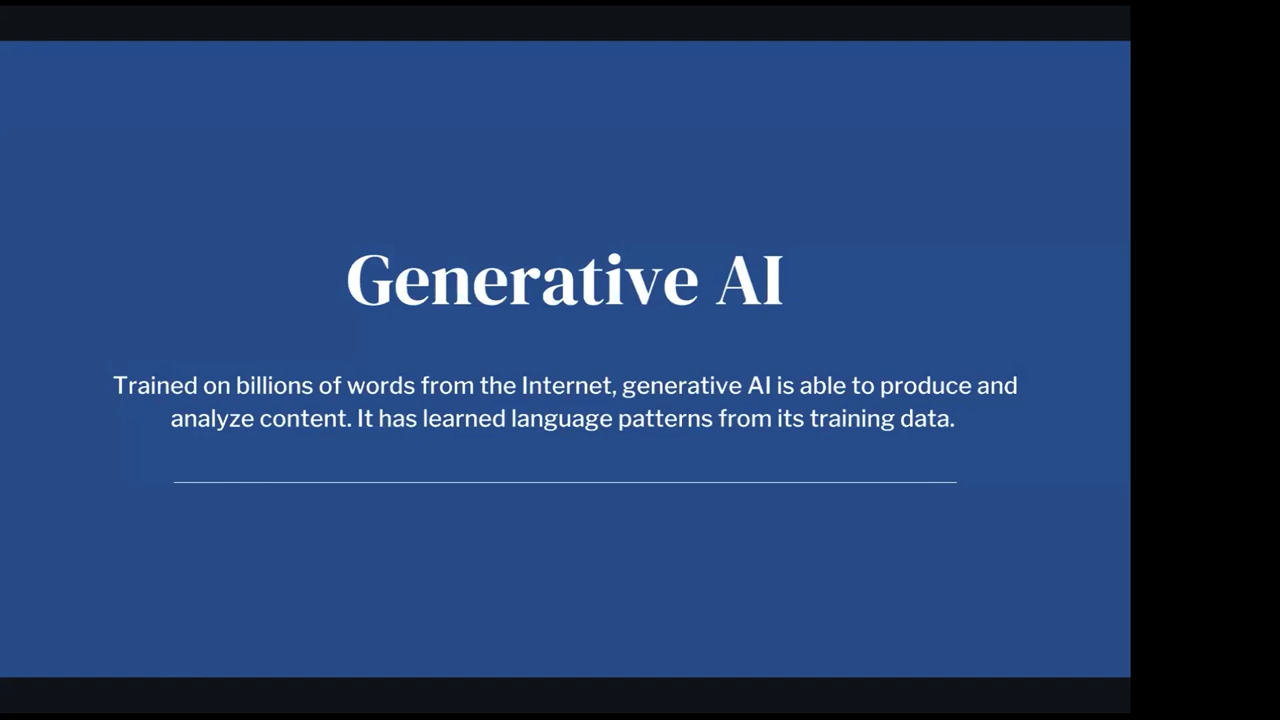 Generative AI
Trained on billions of words from the Internet, generative AI is able to produce and
analyze content. It has learned language patterns from its training data.